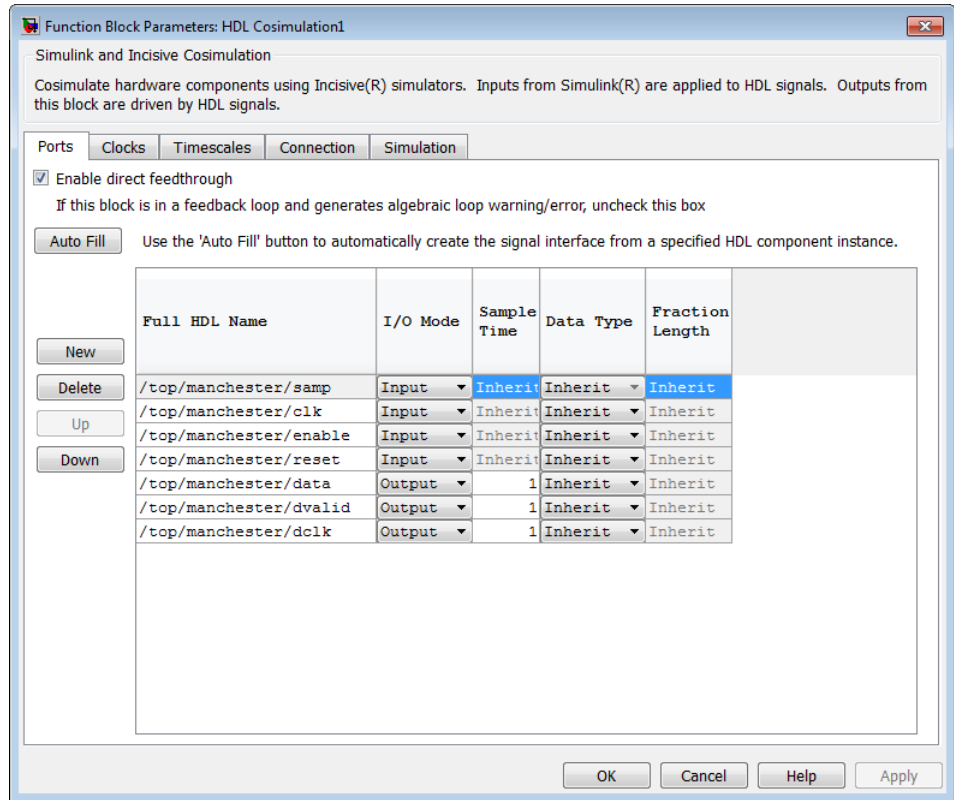 Function Block Parameters: HDL Cosimulation1
Simulink and Incisive Cosimulation
Cosimulate hardware components using Incisive(R) simulators. Inputs from Simulink(R) are applied to HDL signals. Outputs from
this block are driven by HDL signals.
Ports Clocks Timescales Connection Simulation
Enable direct feedthrough
If this block is in a feedback loop and generates algebraic loop warning/error, uncheck this box
Auto Fill Use the 'Auto Fill' button to automatically create the signal interface from a specified HDL component instance.
Full HDL Name I/O Mode Sample Time Data Type Fraction Length
New
Delete /top/manchester/samp Input Inherit Inherit Inherit
/top/manchester/clk Input Inherit Inherit Inherit
Up /top/manchester/enable Input Inherit Inherit Inherit
Down /top/manchester/reset Input Inherit Inherit Inherit
/top/manchester/data Output 1 Inherit Inherit
/top/manchester/dvalid Output 1 Inherit Inherit
/top/manchester/dclk Output 1 Inherit Inherit
OK Cancel Help Apply